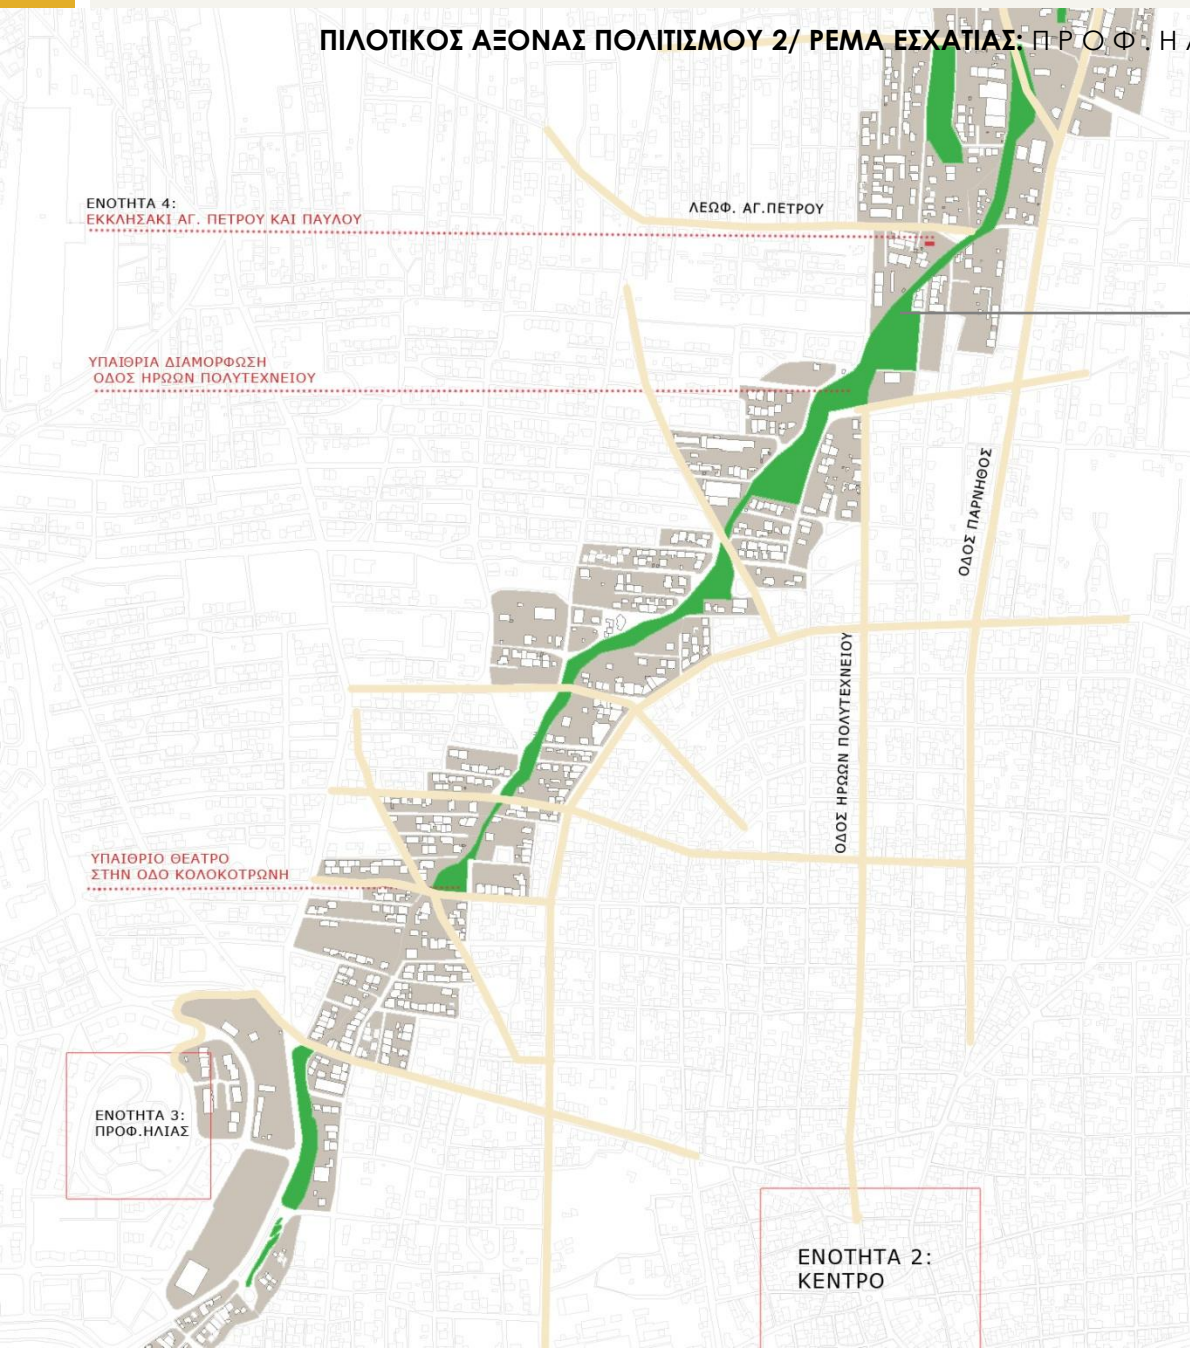 ΠΙΛΟΤΙΚΟΣ ΑΞΟΝΑΣ ΠΟΛΙΤΙΣΜΟΥ 2/ ΡΕΜΑ ΕΣΧΑΤΙΑΣ: ΠΡΟΦ.Η
ΕΝΟΤΗΤΑ 4:
ΕΚΚΛΗΣΑΚΙ ΑΓ. ΠΕΤΡΟΥ ΚΑΙ ΠΑΥΛΟΥ
ΛΕΩΦ. ΑΓ.ΠΕΤΡΟΥ
ΥΠΑΙΘΡΙΑ ΔΙΑΜΟΡΦΩΣΗ
ΟΔΟΣ ΗΡΩΩΝ ΠΟΛΥΤΕΧΝΕΙΟΥ
ΟΔΟΣ ΠΑΡΝΗΘΟΣ
ΟΔΟΣ ΗΡΩΩΝ ΠΟΛΥΤΕΧΝΕΙΟΥ
ΥΠΑΙΘΡΙΟ ΘΕΑΤΡΟ
ΣΤΗΝ ΟΔΟ ΚΟΛΟΚΟΤΡΩΝΗ
ΕΝΟΤΗΤΑ 3:
ΠΡΟΦ.ΗΛΙΑΣ
ΕΝΟΤΗΤΑ 2:
ΚΕΝΤΡΟ